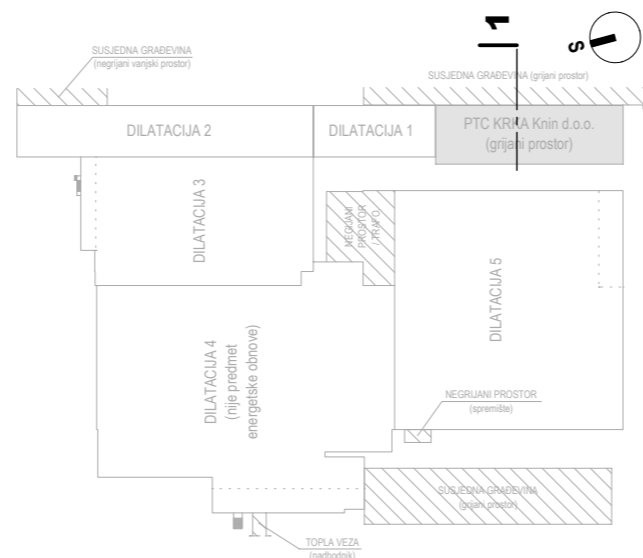 1
S
SUSJEDNA GRAĐEVINA
(negrijani vanjski prostor)
SUSJEDNA GRAĐEVINA (grijani prostor)
DILATACIJA 2
DILATACIJA 1
PTC KRKA Knin d.o.o.
(grijani prostor)
DILATACIJA 3
NEGRIJANI
PROSTOR
/ TRAFO
DILATACIJA 5
DILATACIJA 4
(nije predmet
energetske obnove)
NEGRIJANI PROSTOR
(spremište)
SUSJEDNA GRAĐEVINA
(grijani prostor)
TOPLA VEZA
(nadhodnik)